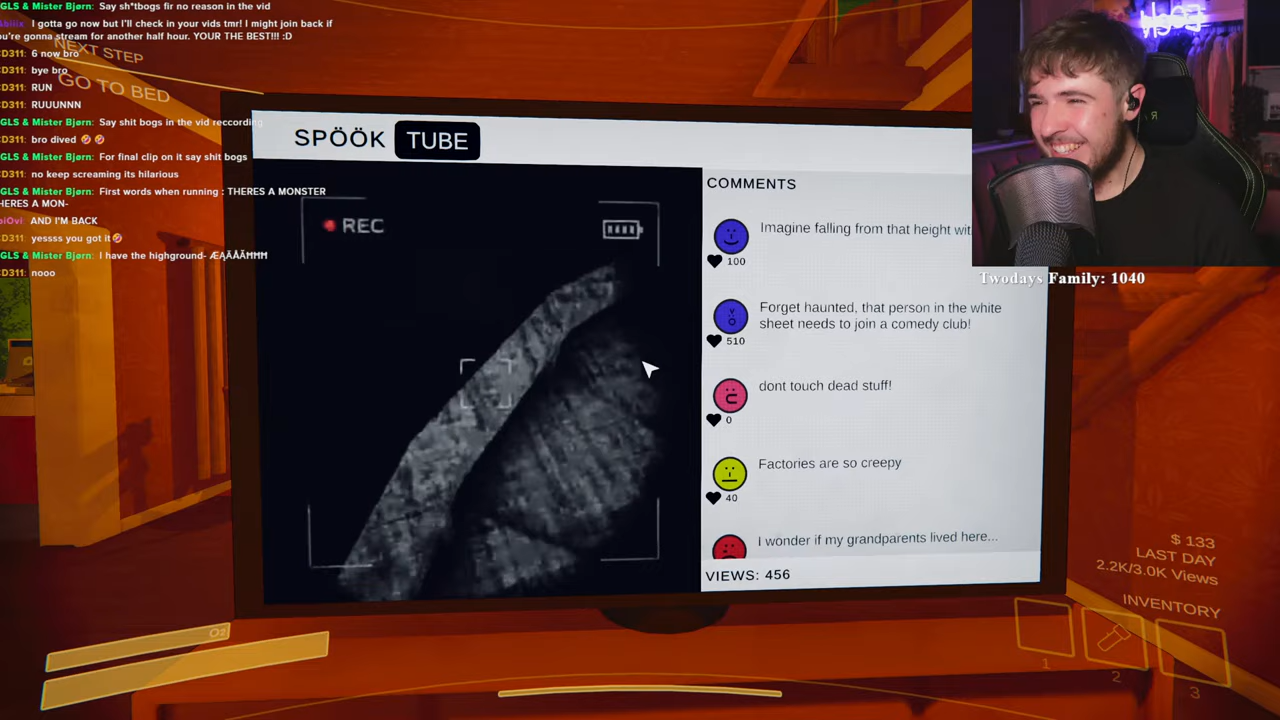 GLS & Mister Bjørn: Say sh*tbogs fir no reason in the vid
I gotta go now but I'll check in your vids tmr! I might join back if
u're gonna stream for another half hour. YOUR THE BEST!!! :D
D311: 6 now bro
D311: bye bro
D311: RUN
D311: RUUUNNN
GLS & Mister Bjørn: Say shit bogs in the vid reccording
D311: bro dived 🤣 🤣
GLS & Mister Bjørn: For final clip on it say shit bogs
D311: no keep screaming its hilarious
GLS & Mister Bjørn: First words when running : THERES A MONSTER
HERES A MON-
olOvi: AND I'M BACK
D311: yessss you got it🤣
GLS & Mister Bjørn: I have the highground-
D311: nooo
NEXT STEP
GO TO BED
SPÖÖK TUBE
REC
COMMENTS
Imagine falling from that height wit
100
Forget haunted, that person in the white
sheet needs to join a comedy club!
510
dont touch dead stuff!
0
Factories are so creepy
40
I wonder if my grandparents lived here...
VIEWS: 456
Twodays Family: 1040
$ 133
LAST DAY
2.2K/3.0K Views
INVENTORY
1
2
3
O2